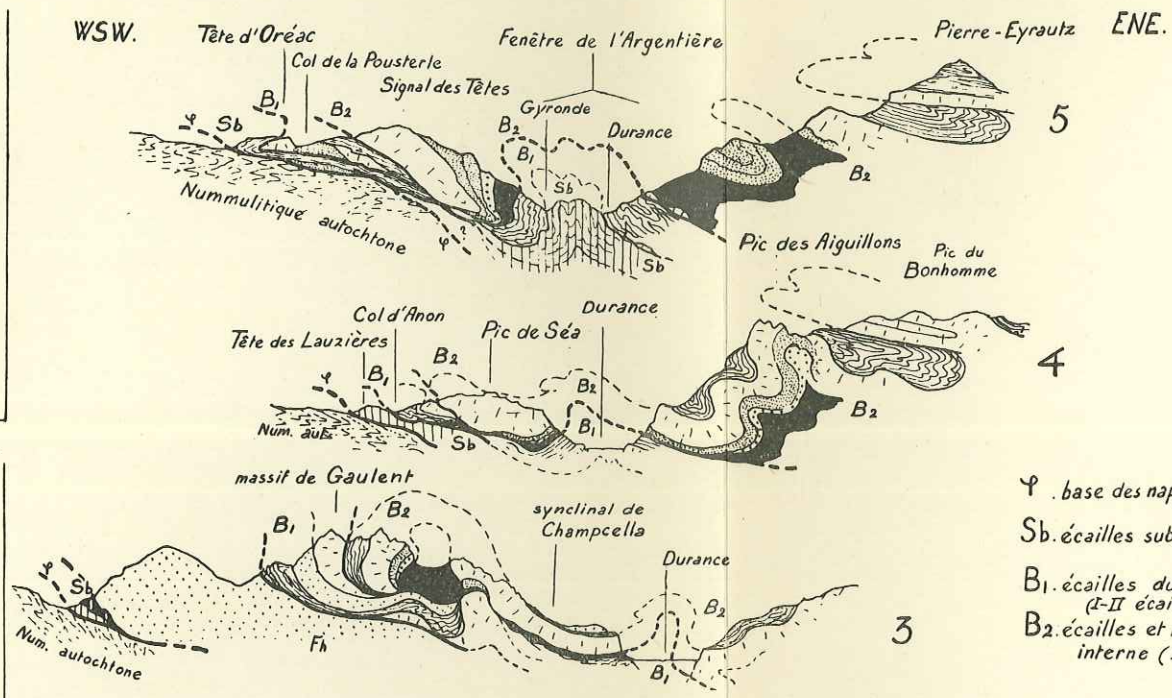 WSW.
ENE.
Tête d'Oréac
Col de la Pousterle
Signal des Têtes
Fenêtre de l'Argentière
Gyronde
Durance
Pierre-Eyrautz
φ
Sb
B1
B2
B2
B1
Sb
Sb
B2
Nummulitique autochtone
φ
?
5
Tête des Lauzières
Col d'Anon
Pic de Séa
Durance
Pic des Aiguillons
Pic du
Bonhomme
φ
B1
B2
B2
B1
Sb
B2
Num. aut.
4
massif de Gaulent
synclinal de
Champcella
Durance
φ
Sb
B1
B2
B2
B1
Fh
Num. autochtone
3
φ. base des nap
Sb. écailles sub
B1. écailles du
(I-II écai
B2. écailles et
interne (